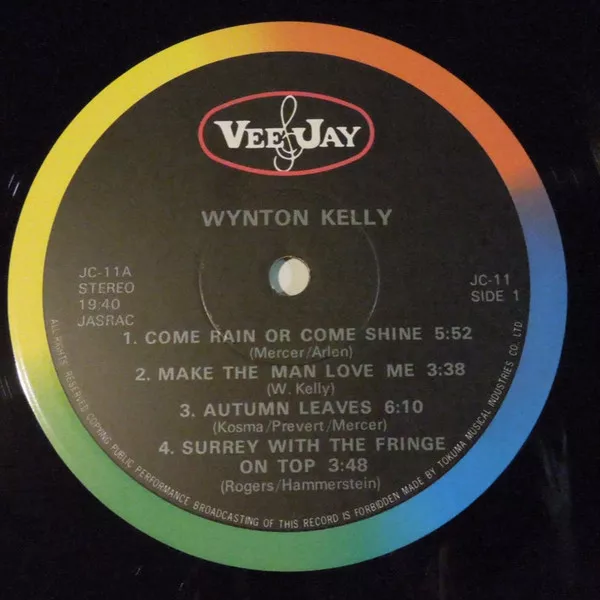 VEE JAY
WYNTON KELLY
JC-11A
STEREO
19:40
JASRAC
JC-11
SIDE 1
1. COME RAIN OR COME SHINE 5:52
(Mercer/Arlen)
2. MAKE THE MAN LOVE ME 3:38
(W. Kelly)
3. AUTUMN LEAVES 6:10
(Kosma/Prevert/Mercer)
4. SURREY WITH THE FRINGE
ON TOP 3:48
(Rogers/Hammerstein)
ALL RIGHTS RESERVED COPYING PUBLIC PERFORMANCE BROADCASTING OF THIS RECORD IS FORBIDDEN MADE BY TOKUMA MUSICAL INDUSTRIES CO. LTD.